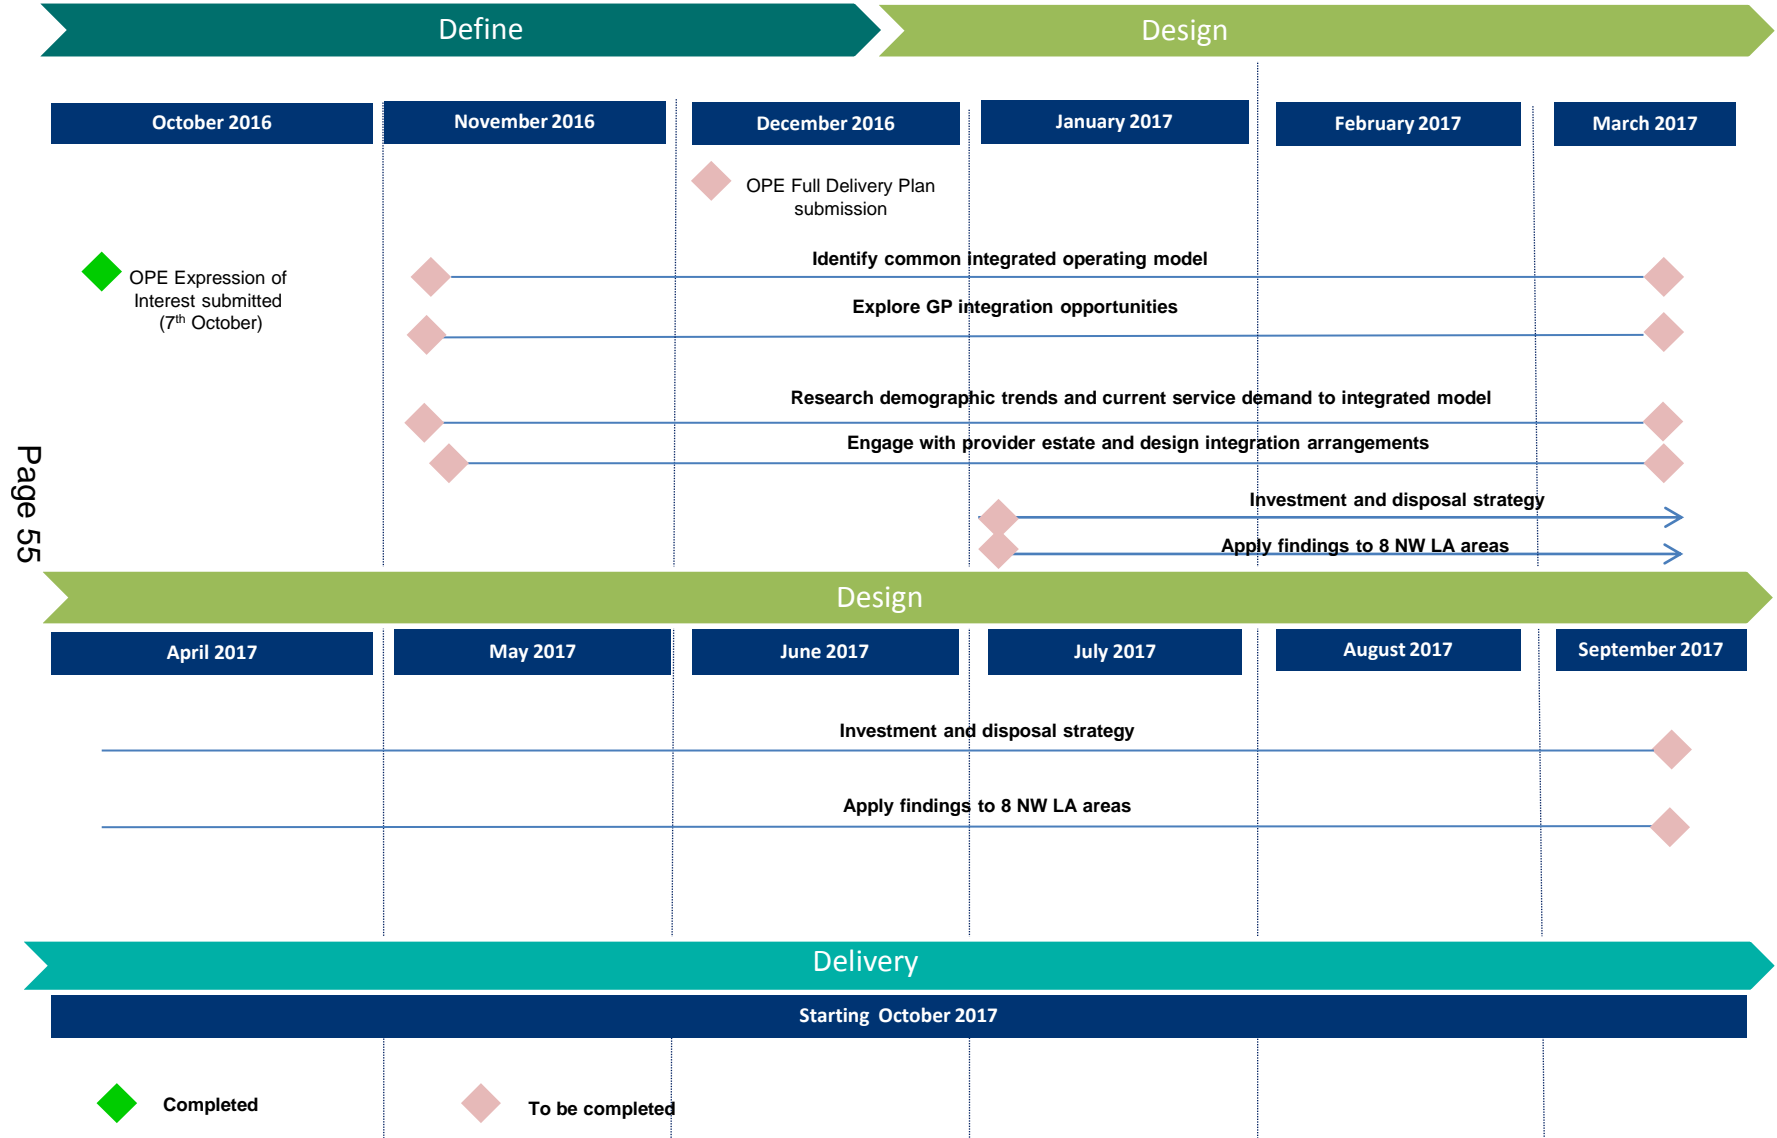 Define
Design
October 2016
November 2016
December 2016
January 2017
February 2017
March 2017
OPE Full Delivery Plan
submission
OPE Expression of
Interest submitted
(7th October)
Identify common integrated operating model
Explore GP integration opportunities
Research demographic trends and current service demand to integrated model
Engage with provider estate and design integration arrangements
Investment and disposal strategy
Apply findings to 8 NW LA areas
Page 55
Design
April 2017
May 2017
June 2017
July 2017
August 2017
September 2017
Investment and disposal strategy
Apply findings to 8 NW LA areas
Delivery
Starting October 2017
Completed
To be completed